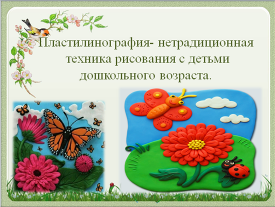 Пластилинография- нетрадиционная
техника рисования с детьми
дошкольного возраста.